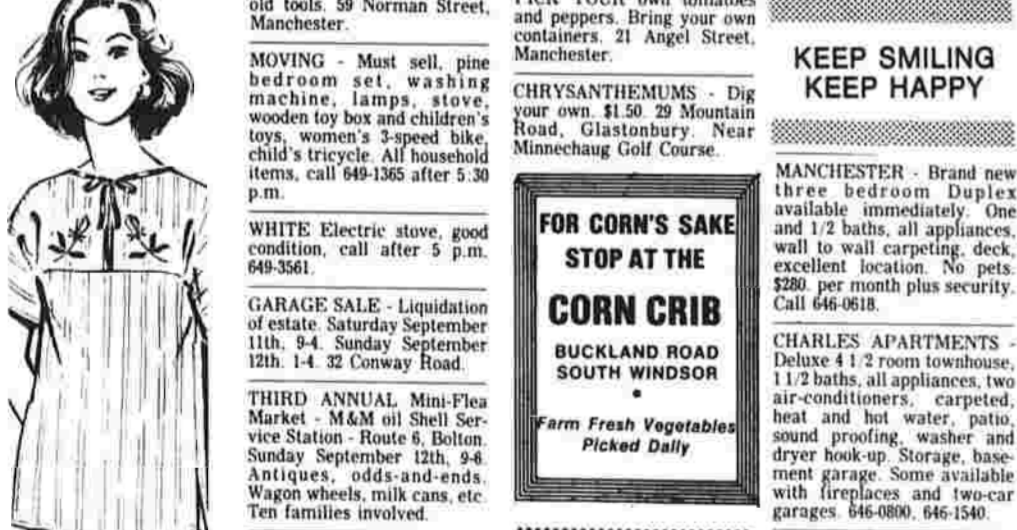 old tools. 59 Norman Street,
Manchester.
MOVING - Must sell, pine
bedroom set, washing
machine, lamps, stove,
wooden toy box and children's
toys, women's 3-speed bike,
child's tricycle. All household
items, call 649-1365 after 5:30
p.m.
WHITE Electric stove, good
condition, call after 5 p.m.
649-3561.
GARAGE SALE - Liquidation
of estate. Saturday September
11th, 9-4. Sunday September
12th, 1-4. 32 Conway Road.
THIRD ANNUAL Mini-Flea
Market - M&M oil Shell Ser-
vice Station - Route 6, Bolton.
Sunday September 12th, 9-6.
Antiques, odds-and-ends.
Wagon wheels, milk cans, etc.
Ten families involved.
PICK YOUR own tomatoes
and peppers. Bring your own
containers. 21 Angel Street,
Manchester.
CHRYSANTHEMUMS - Dig
your own. $1.50. 29 Mountain
Road, Glastonbury. Near
Minnechaug Golf Course.
FOR CORN'S SAKE
STOP AT THE
CORN CRIB
BUCKLAND ROAD
SOUTH WINDSOR
•
Farm Fresh Vegetables
Picked Daily
KEEP SMILING
KEEP HAPPY
MANCHESTER - Brand new
three bedroom Duplex
available immediately. One
and 1/2 baths, all appliances,
wall to wall carpeting, deck,
excellent location. No pets.
$280. per month plus security.
Call 646-0618.
CHARLES APARTMENTS -
Deluxe 4 1/2 room townhouse,
1 1/2 baths, all appliances, two
air-conditioners, carpeted,
heat and hot water, patio,
sound proofing, washer and
dryer hook-up. Storage, base-
ment garage. Some available
with fireplaces and two-car
garages. 646-0800, 646-1540.